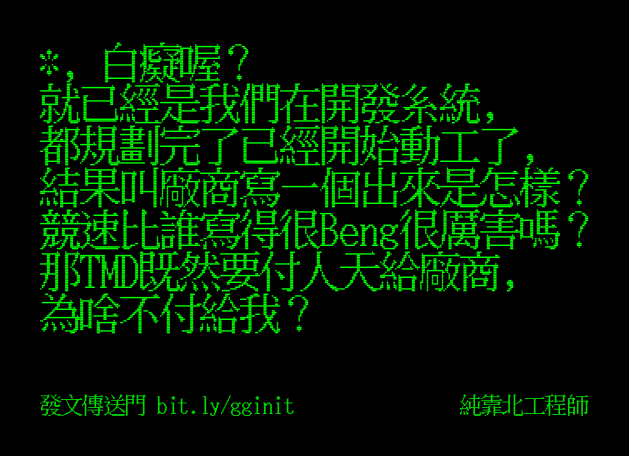 *, 白癡喔？
就已經是我們在開發系統,
都規劃完了已經開始動工了,
結果叫廠商寫一個出來是怎樣？
競速比誰寫得很Beng很厲害嗎？
那TMD既然要付人天給廠商,
為啥不付給我？
發文傳送門 bit.ly/gginit
純靠北工程師